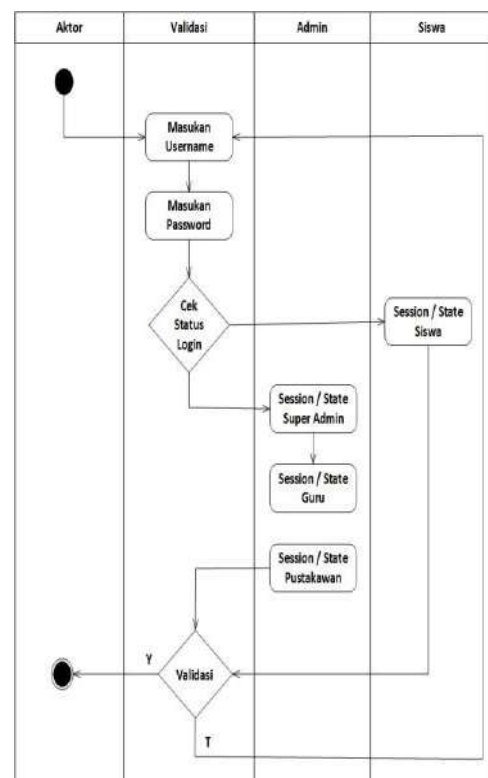 Aktor
Validasi
Admin
Siswa
Masukan
Username
Masukan
Password
Cek
Status
Login
Session / State
Siswa
Session / State
Super Admin
Session / State
Guru
Session / State
Pustakawan
Y
Validasi
T